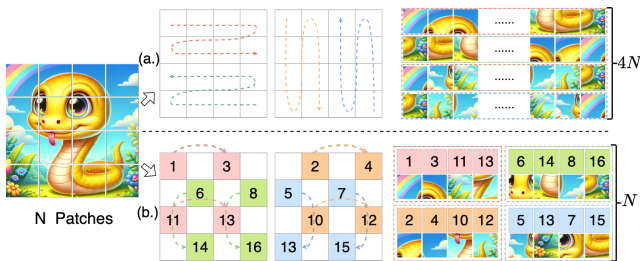 (a.)
......
......
......
......
4N
N Patches
(b.)
1 3
6 8
11 13
14 16
2 4
5 7
10 12
13 15
1 3 11 13
6 14 8 16
2 4 10 12
5 13 7 15
N